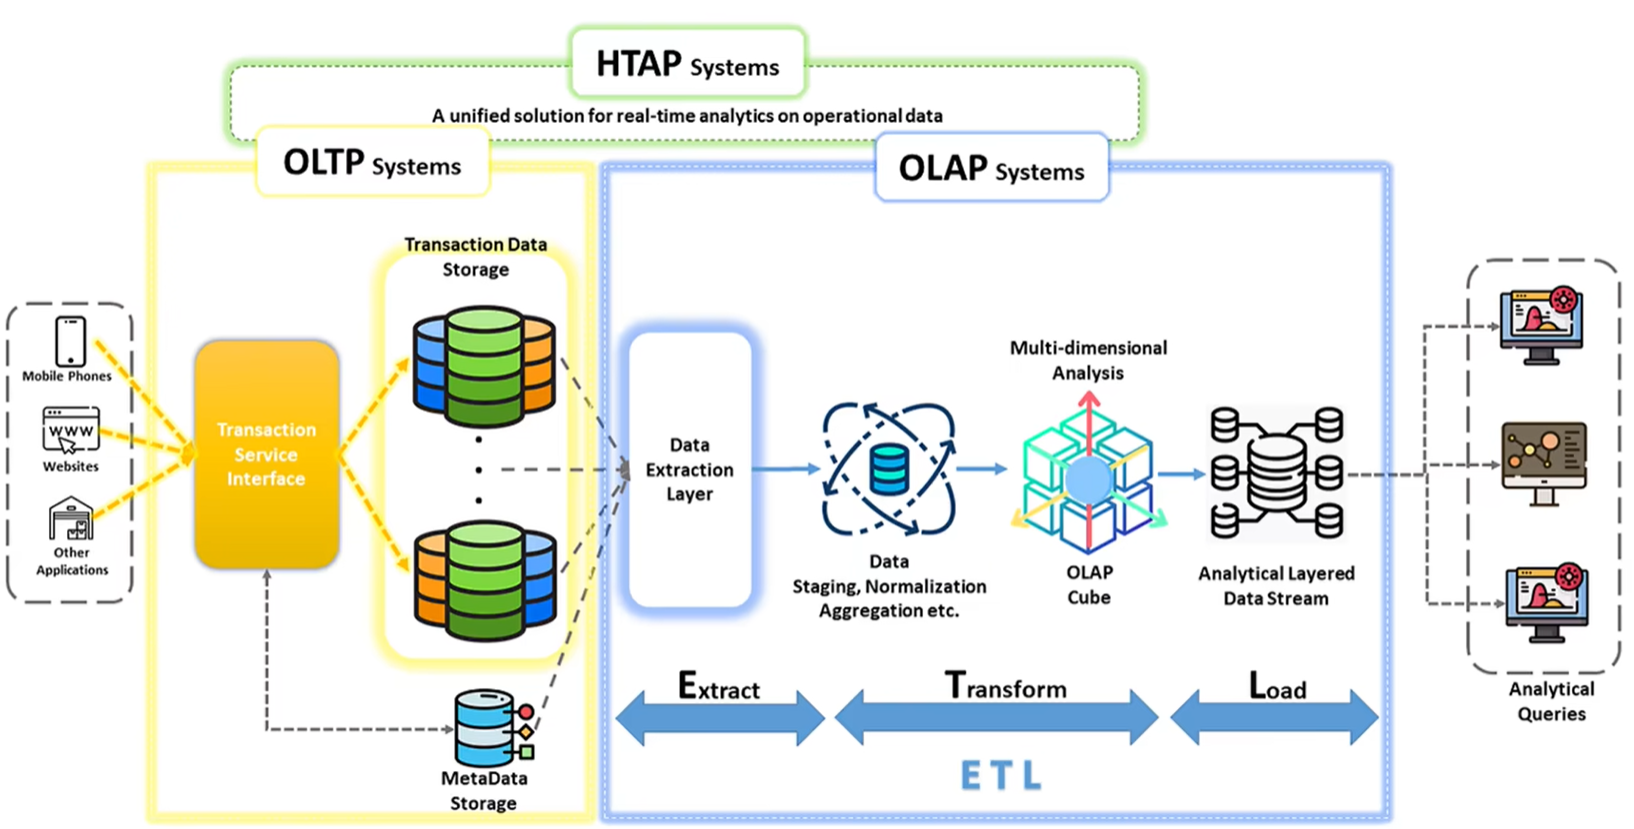 HTAP Systems
A unified solution for real-time analytics on operational data
OLTP Systems
OLAP Systems
Mobile Phones
WWW
Websites
Other
Applications
Transaction
Service
Interface
Transaction Data
Storage
MetaData
Storage
Data
Extraction
Layer
Data
Staging, Normalization
Aggregation etc.
Multi-dimensional
Analysis
OLAP
Cube
Analytical Layered
Data Stream
Extract
Transform
Load
ETL
Analytical
Queries